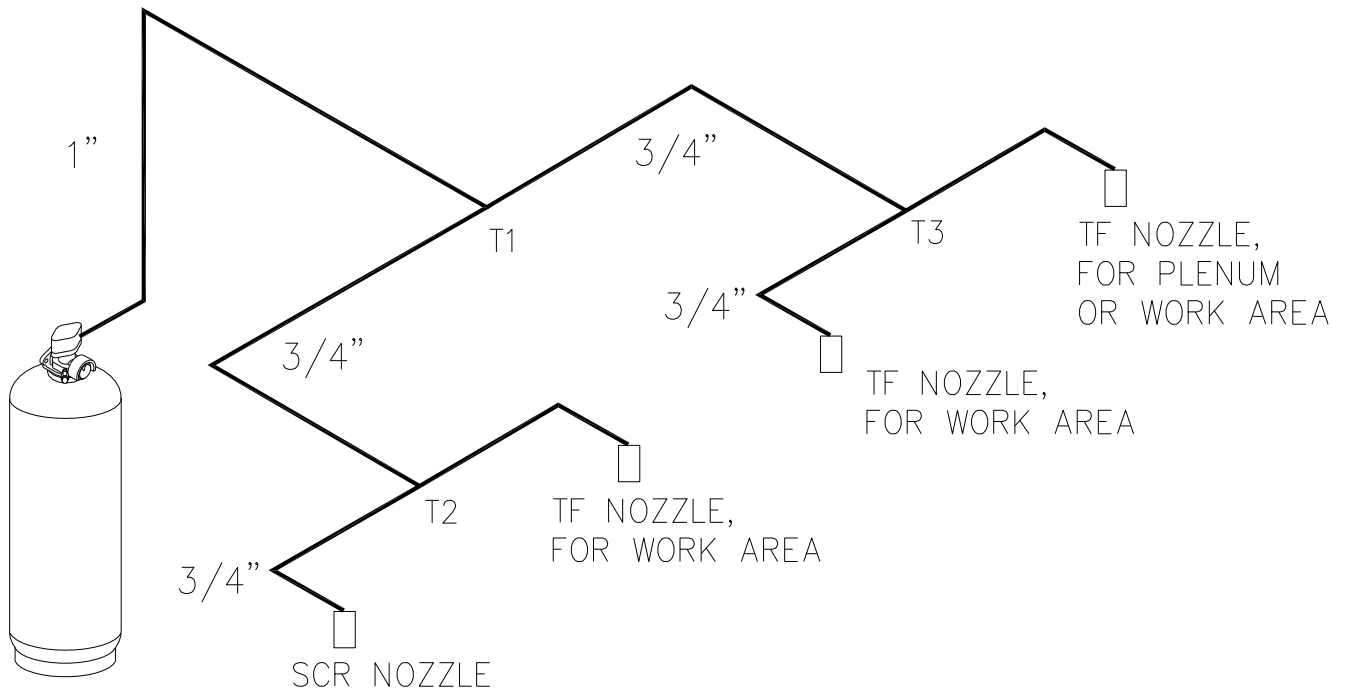 1”
3/4”
T1
T3
TF NOZZLE,
FOR PLENUM
OR WORK AREA
3/4”
3/4”
TF NOZZLE,
FOR WORK AREA
T2
TF NOZZLE,
FOR WORK AREA
3/4”
SCR NOZZLE